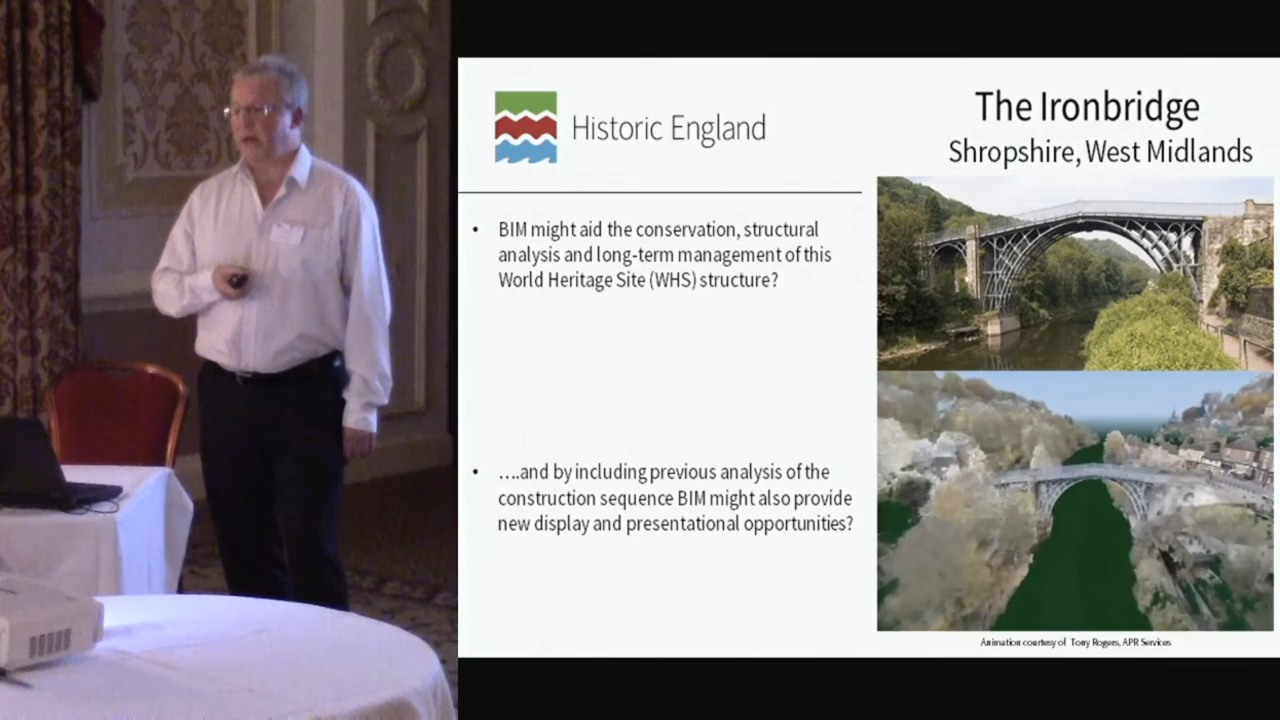 Historic England
The Ironbridge
Shropshire, West Midlands
• BIM might aid the conservation, structural
analysis and long-term management of this
World Heritage Site (WHS) structure?
• ….and by including previous analysis of the
construction sequence BIM might also provide
new display and presentational opportunities?
Animation courtesy of Tony Rogers, APR Services